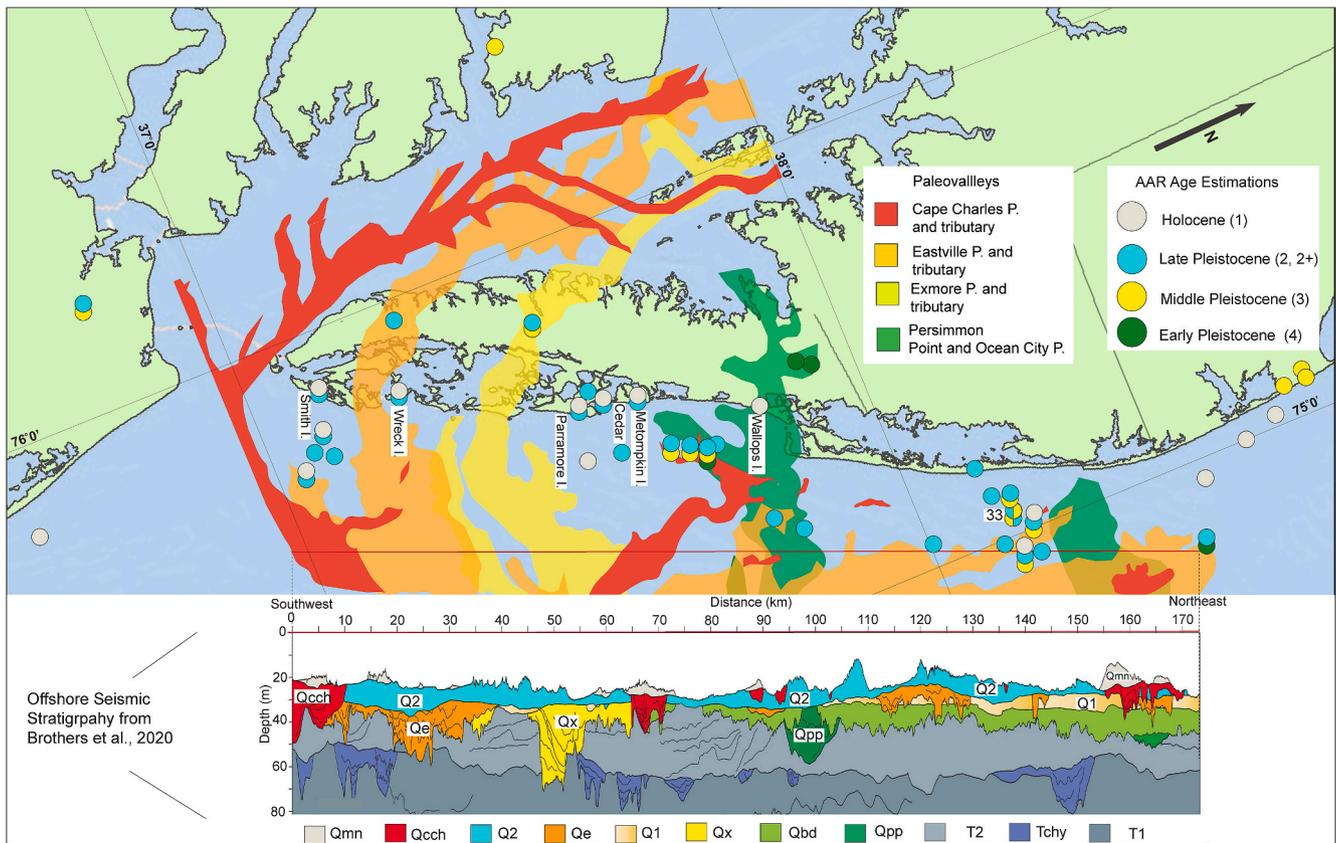 37°0'
38°0'
N
Paleovallleys
Cape Charles P.
and tributary
Eastville P. and
tributary
Exmore P. and
tributary
Persimmon
Point and Ocean City P.
AAR Age Estimations
Holocene (1)
Late Pleistocene (2, 2+)
Middle Pleistocene (3)
Early Pleistocene (4)
76°0'
75°0'
Smith I.
Wreck I.
Parramore I.
Cedar
Metompkin I.
Wallops I.
33
Southwest
Distance (km)
Northeast
0 10 20 30 40 50 60 70 80 90 100 110 120 130 140 150 160 170
Depth (m)
0
20
40
60
80
Qcch
Q2
Qe
Qx
Q2
Qpp
Q2
Q1
Qmn
Offshore Seismic
Stratigrpahy from
Brothers et al., 2020
Qmn Qcch Q2 Qe Q1 Qx Qbd Qpp T2 Tchy T1